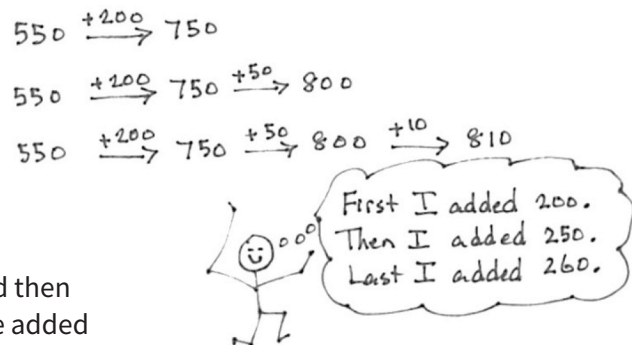 550 +200 → 750
550 +200 → 750 +50 → 800
550 +200 → 750 +50 → 800 +10 → 810
First I added 200.
Then I added 250.
Last I added 260.
d then
e added